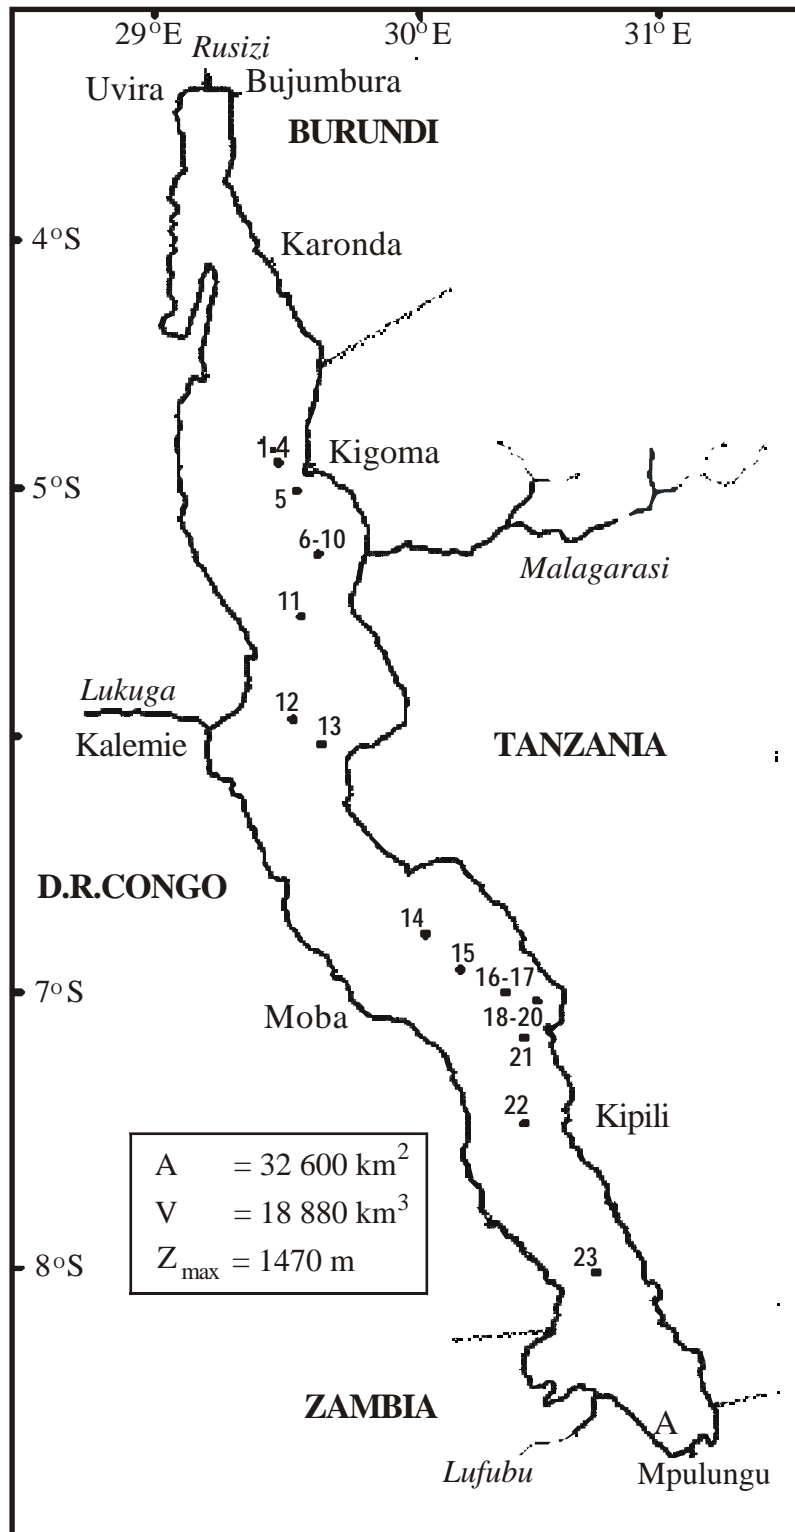 29°E 30°E 31°E
Rusizi
Uvira Bujumbura
BURUNDI
4°S
Karonda
1-4
Kigoma
5°S
5
6-10
Malagarasi
11
Lukuga
12
13
Kalemie
TANZANIA
D.R.CONGO
14
15
16-17
7°S
Moba
18-20
21
22
Kipili
A = 32 600 km²
V = 18 880 km³
Zmax = 1470 m
8°S
23
ZAMBIA
A
Lufubu
Mpulungu